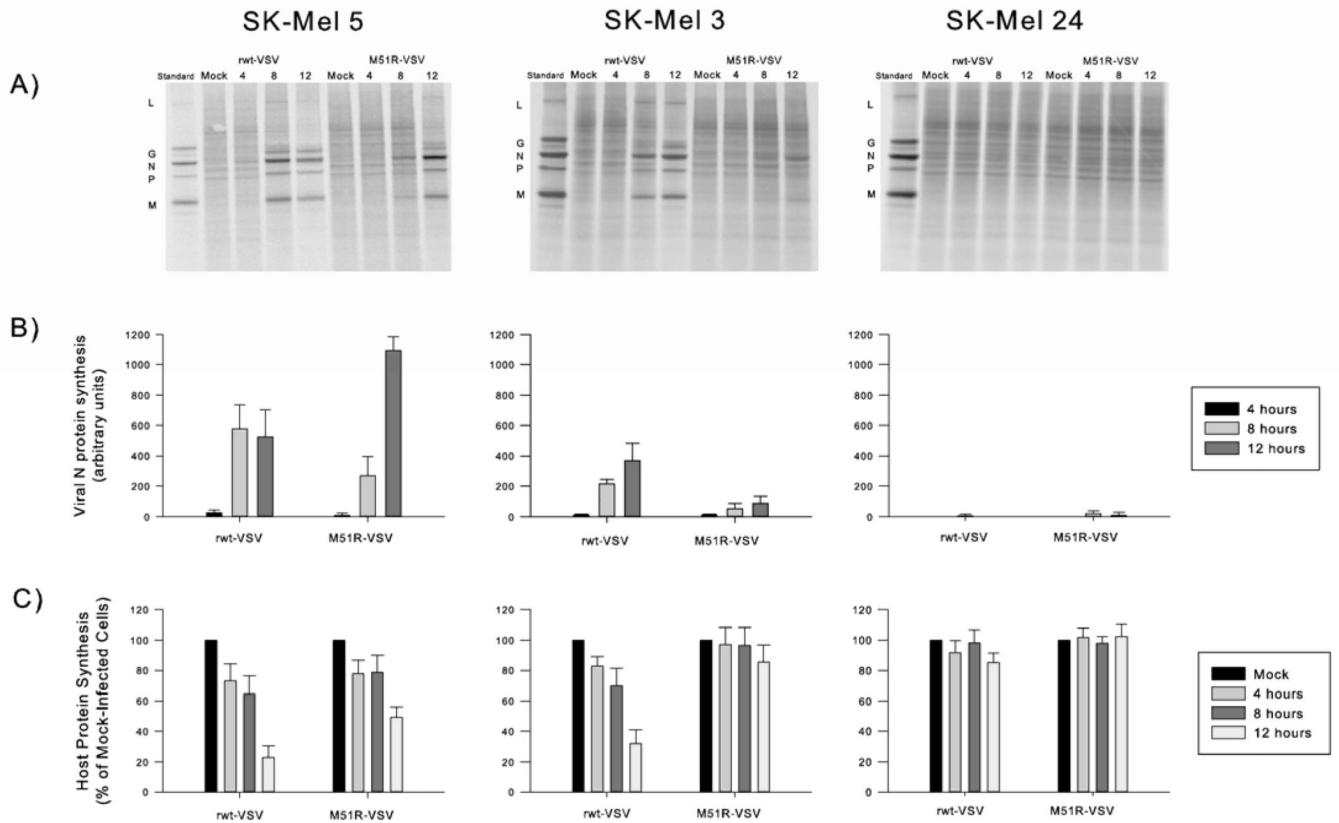 SK-Mel 5 SK-Mel 3 SK-Mel 24
A)
rwt-VSV M51R-VSV
Standard Mock 4 8 12 Mock 4 8 12
L
G
N
P
M
rwt-VSV M51R-VSV
Standard Mock 4 8 12 Mock 4 8 12
L
G
N
P
M
rwt-VSV M51R-VSV
Standard Mock 4 8 12 Mock 4 8 12
L
G
N
P
M
B)
Viral N protein synthesis
(arbitrary units)
1200
1000
800
600
400
200
0
rwt-VSV M51R-VSV
1200
1000
800
600
400
200
0
rwt-VSV M51R-VSV
1200
1000
800
600
400
200
0
rwt-VSV M51R-VSV
4 hours
8 hours
12 hours
C)
Host Protein Synthesis
(% of Mock-Infected Cells)
120
100
80
60
40
20
0
rwt-VSV M51R-VSV
120
100
80
60
40
20
0
rwt-VSV M51R-VSV
120
100
80
60
40
20
0
rwt-VSV M51R-VSV
Mock
4 hours
8 hours
12 hours